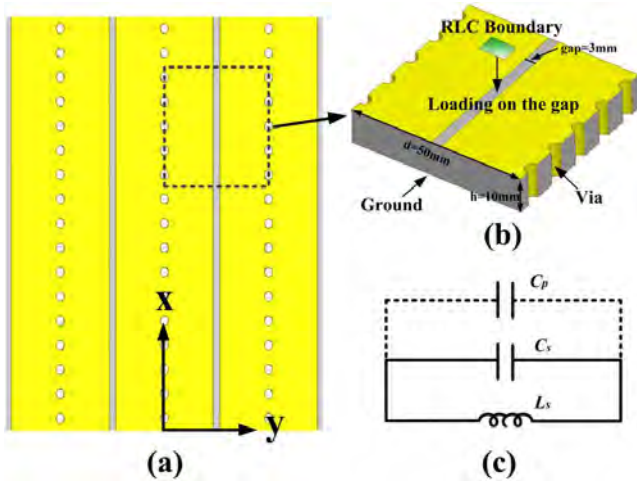 x
y
(a)
RLC Boundary
gap=3mm
Loading on the gap
d=50mm
h=10mm
Ground
Via
(b)
Cp
Cs
Ls
(c)